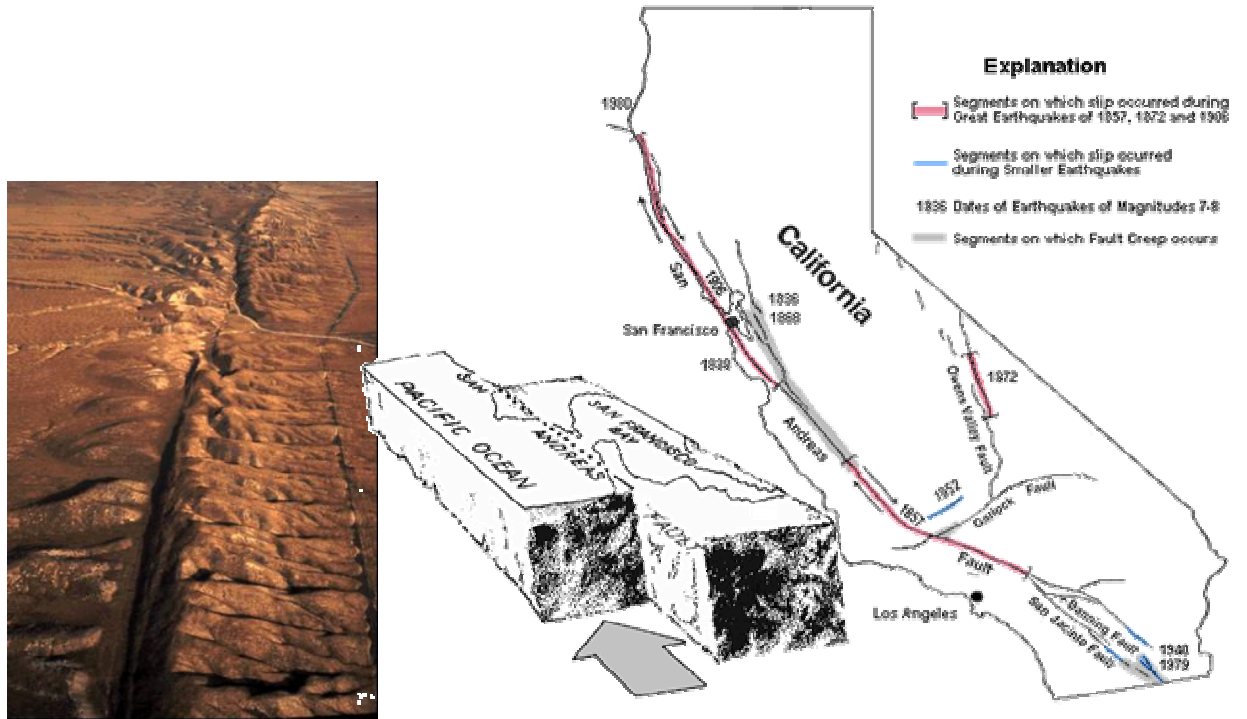 Explanation
Segments on which slip occurred during
Great Earthquakes of 1857, 1872 and 1906
Segments on which slip ocurred
during Smaller Earthquakes
1836 Dates of Earthquakes of Magnitudes 7-8
Segments on which Fault Creep occurs
1980
California
San
1906
1836
1868
San Francisco
1838
1872
Owens Valley Fault
Andreas
1952
1857
Garlock Fault
Fault
Los Angeles
Banning Fault
San Jacinto Fault
1940
1979
SAN
ANDREAS
FAULT
PACIFIC OCEAN
SAN FRANCISCO
BAY